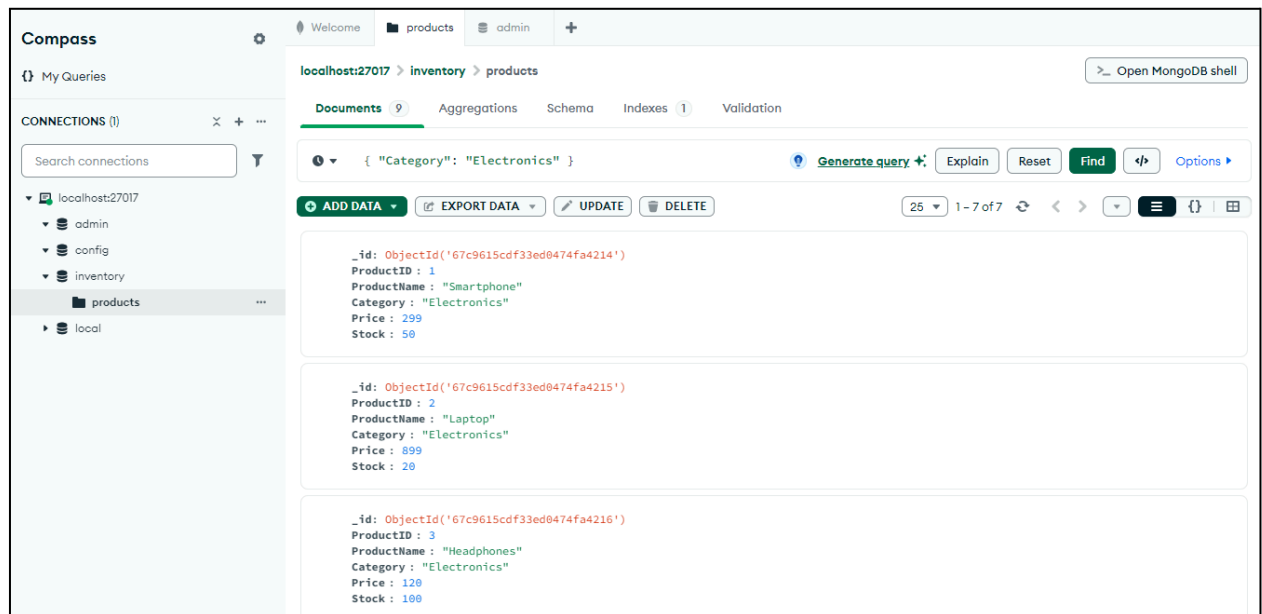 Compass
{} My Queries
CONNECTIONS (1)
Search connections
localhost:27017
admin
config
inventory
products
local
Welcome products admin
localhost:27017 > inventory > products
>_ Open MongoDB shell
Documents 9 Aggregations Schema Indexes 1 Validation
{ "Category": "Electronics" } Generate query Explain Reset Find </> Options
ADD DATA EXPORT DATA UPDATE DELETE 25 1 – 7 of 7 {}
_id: ObjectId('67c9615cdf33ed0474fa4214')
ProductID : 1
ProductName : "Smartphone"
Category : "Electronics"
Price : 299
Stock : 50
_id: ObjectId('67c9615cdf33ed0474fa4215')
ProductID : 2
ProductName : "Laptop"
Category : "Electronics"
Price : 899
Stock : 20
_id: ObjectId('67c9615cdf33ed0474fa4216')
ProductID : 3
ProductName : "Headphones"
Category : "Electronics"
Price : 120
Stock : 100